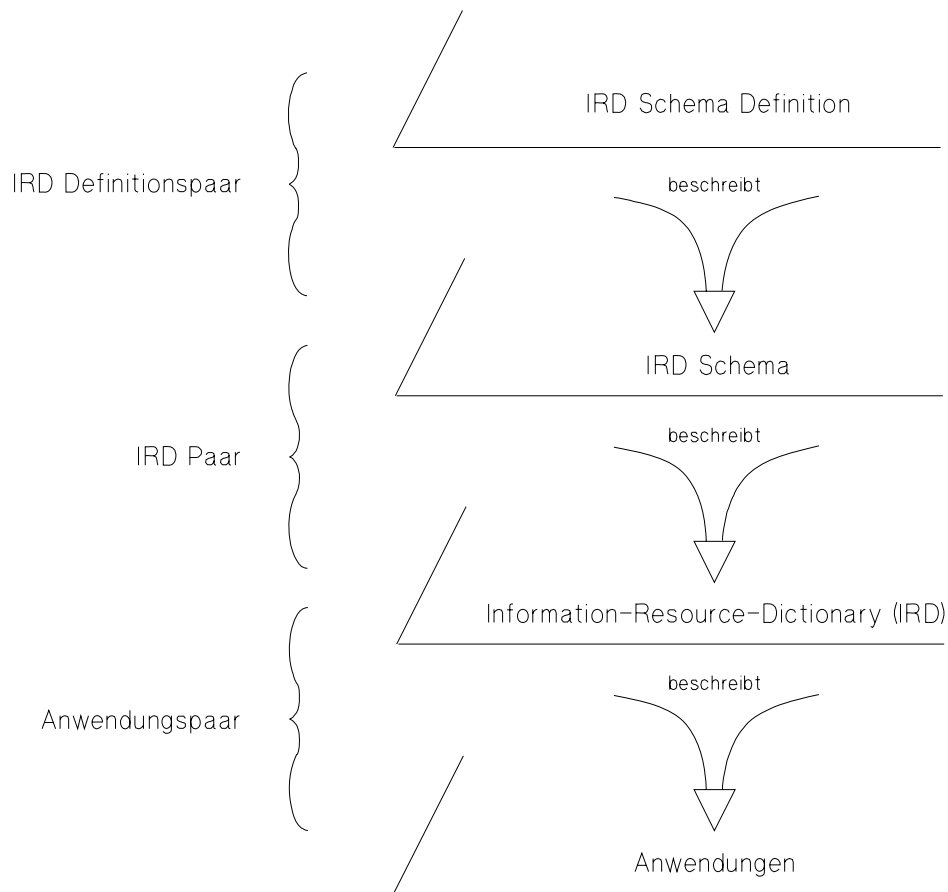 IRD Schema Definition
IRD Definitionspaar
beschreibt
IRD Schema
beschreibt
IRD Paar
Information-Resource-Dictionary (IRD)
beschreibt
Anwendungspaar
Anwendungen